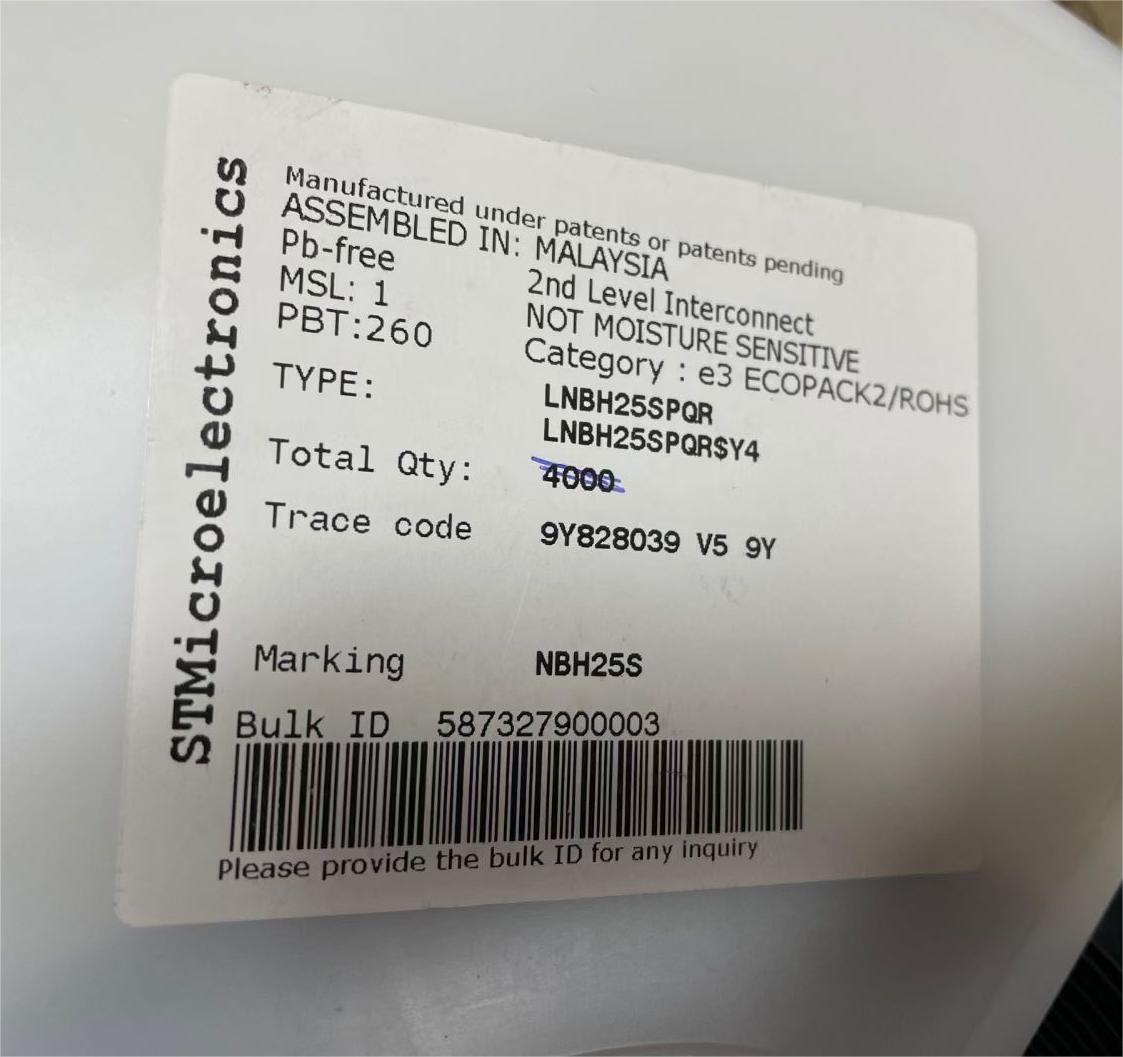 STMicroelectronics
Manufactured under patents or patents pending
ASSEMBLED IN: MALAYSIA
Pb-free 2nd Level Interconnect
MSL: 1 NOT MOISTURE SENSITIVE
PBT:260 Category : e3 ECOPACK2/ROHS
TYPE: LNBH25SPQR
LNBH25SPQR$Y4
Total Qty: 4000
Trace code 9Y828039 V5 9Y
Marking NBH25S
Bulk ID 587327900003
Please provide the bulk ID for any inquiry